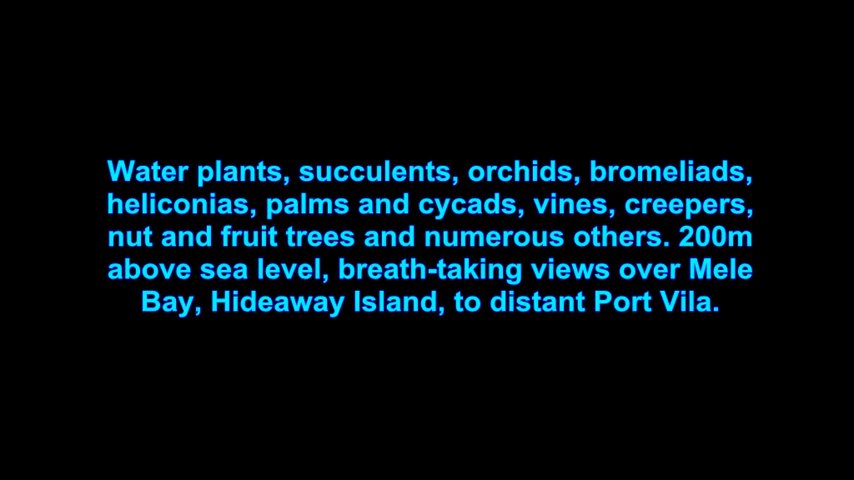 Water plants, succulents, orchids, bromeliads,
heliconias, palms and cycads, vines, creepers,
nut and fruit trees and numerous others. 200m
above sea level, breath-taking views over Mele
Bay, Hideaway Island, to distant Port Vila.